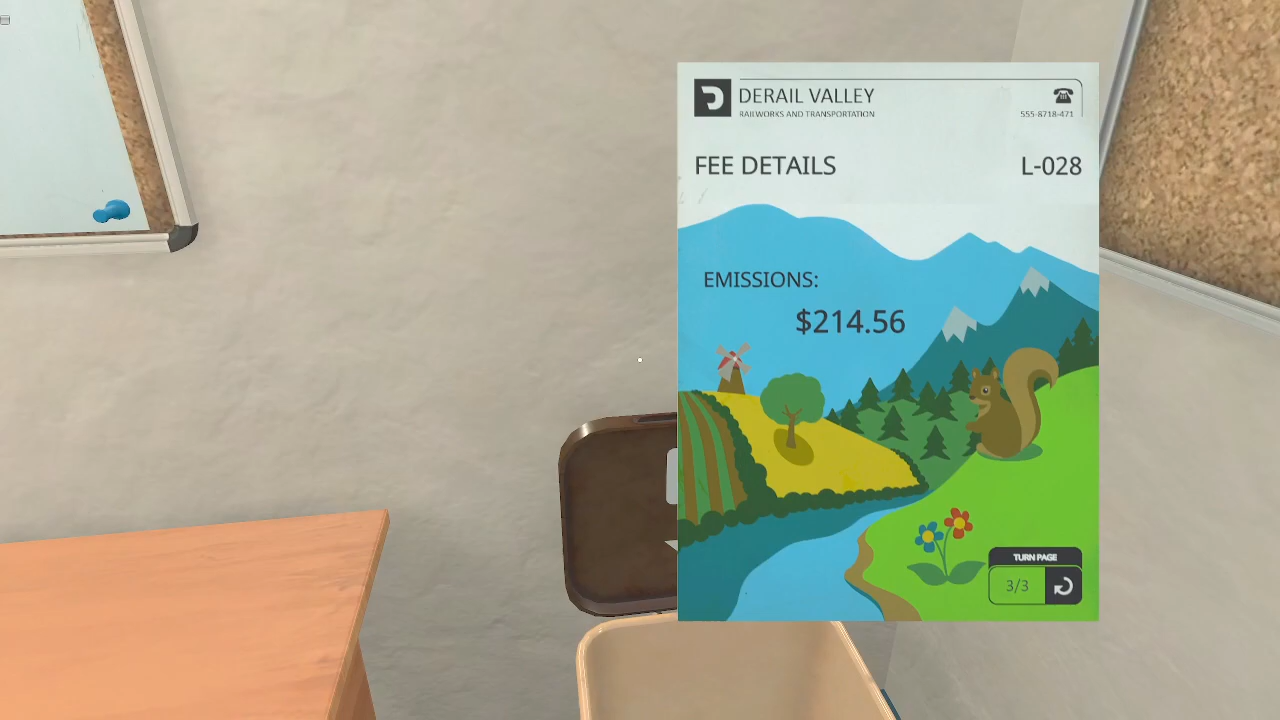 DERAIL VALLEY
RAILWORKS AND TRANSPORTATION
555-8718-471
FEE DETAILS
L-028
EMISSIONS:
$214.56
TURN PAGE
3/3